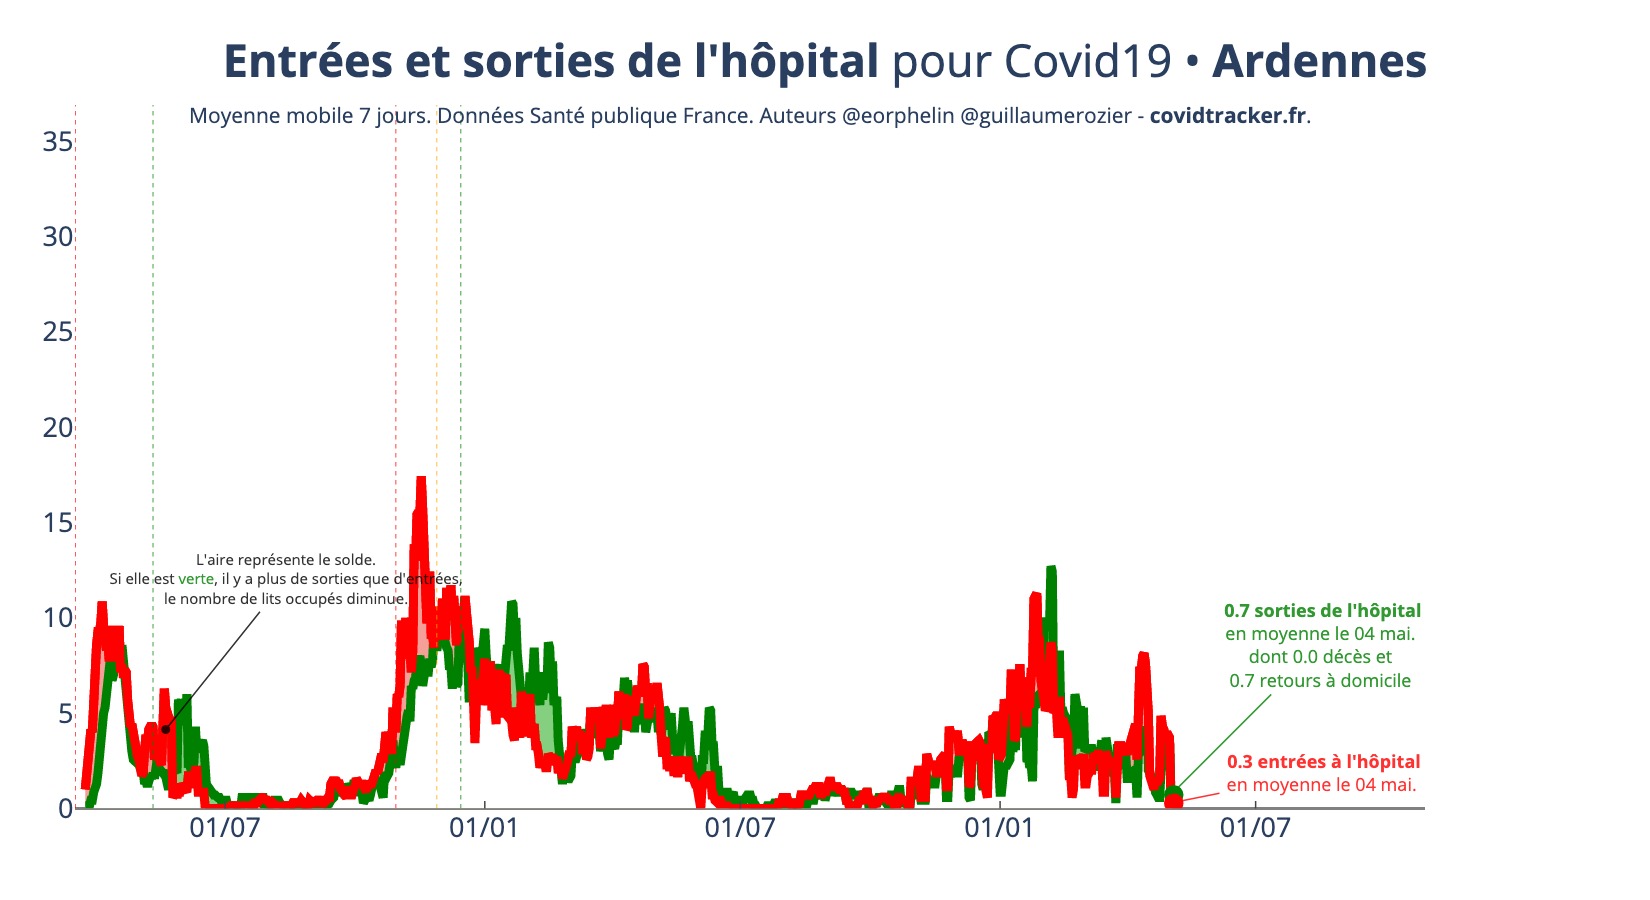 Entrées et sorties de l'hôpital pour Covid19 • Ardennes
Moyenne mobile 7 jours. Données Santé publique France. Auteurs @eorphelin @guillaumerozier - covidtracker.fr.
35
30
25
20
15
10
5
0
L'aire représente le solde.
Si elle est verte, il y a plus de sorties que d'entrées,
le nombre de lits occupés diminue.
0.7 sorties de l'hôpital
en moyenne le 04 mai.
dont 0.0 décès et
0.7 retours à domicile
0.3 entrées à l'hôpital
en moyenne le 04 mai.
01/07
01/01
01/07
01/01
01/07